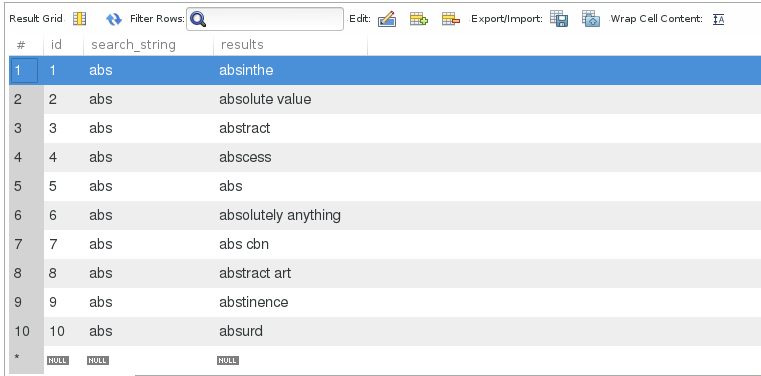 Result Grid Filter Rows: Edit: Export/Import: Wrap Cell Content: IA
# id search_string results
1 1 abs absinthe
2 2 abs absolute value
3 3 abs abstract
4 4 abs abscess
5 5 abs abs
6 6 abs absolutely anything
7 7 abs abs cbn
8 8 abs abstract art
9 9 abs abstinence
10 10 abs absurd
* NULL NULL NULL